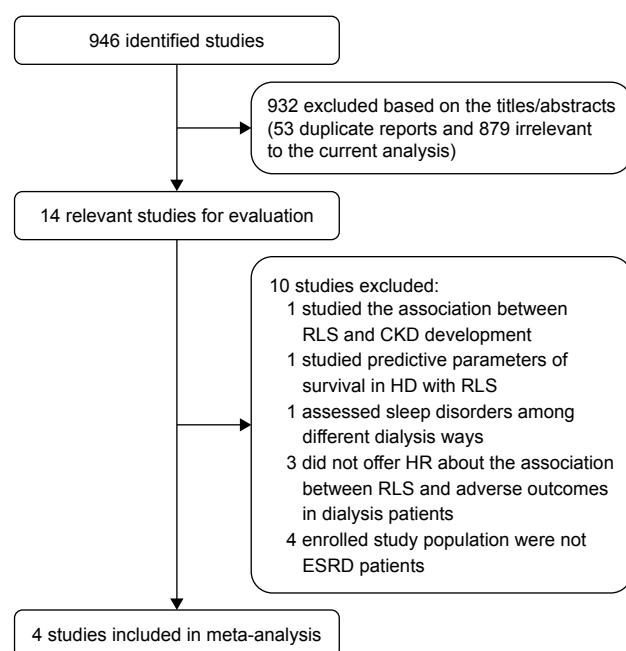 946 identified studies
932 excluded based on the titles/abstracts
(53 duplicate reports and 879 irrelevant
to the current analysis)
14 relevant studies for evaluation
10 studies excluded:
1 studied the association between
RLS and CKD development
1 studied predictive parameters of
survival in HD with RLS
1 assessed sleep disorders among
different dialysis ways
3 did not offer HR about the association
between RLS and adverse outcomes
in dialysis patients
4 enrolled study population were not
ESRD patients
4 studies included in meta-analysis